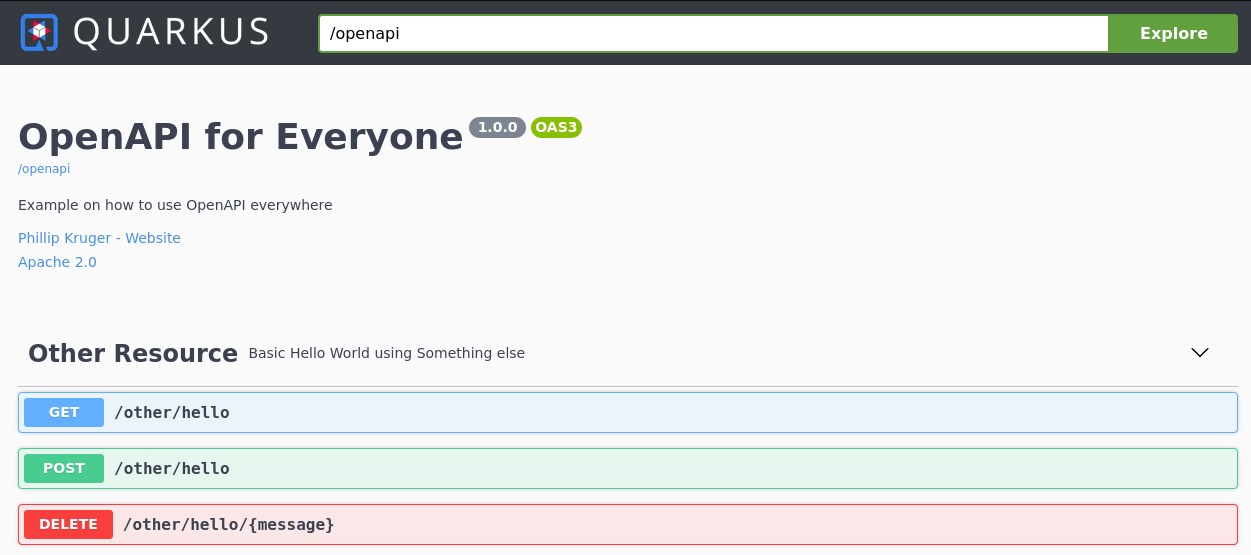 QUARKUS /openapi Explore
OpenAPI for Everyone 1.0.0 OAS3
/openapi
Example on how to use OpenAPI everywhere
Phillip Kruger - Website
Apache 2.0
Other Resource Basic Hello World using Something else
GET /other/hello
POST /other/hello
DELETE /other/hello/{message}